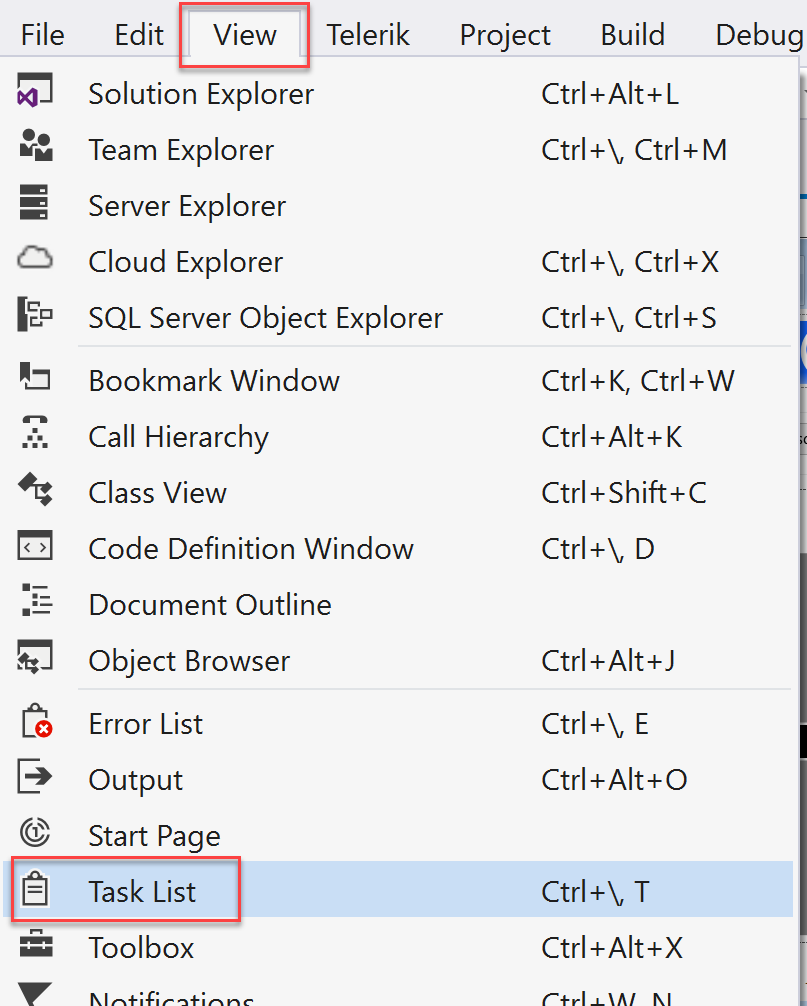 File Edit View Telerik Project Build Debug
Solution Explorer Ctrl+Alt+L
Team Explorer Ctrl+\, Ctrl+M
Server Explorer
Cloud Explorer Ctrl+\, Ctrl+X
SQL Server Object Explorer Ctrl+\, Ctrl+S
Bookmark Window Ctrl+K, Ctrl+W
Call Hierarchy Ctrl+Alt+K
Class View Ctrl+Shift+C
Code Definition Window Ctrl+\, D
Document Outline
Object Browser Ctrl+Alt+J
Error List Ctrl+\, E
Output Ctrl+Alt+O
Start Page
Task List Ctrl+\, T
Toolbox Ctrl+Alt+X
Notifications Ctrl+W, N